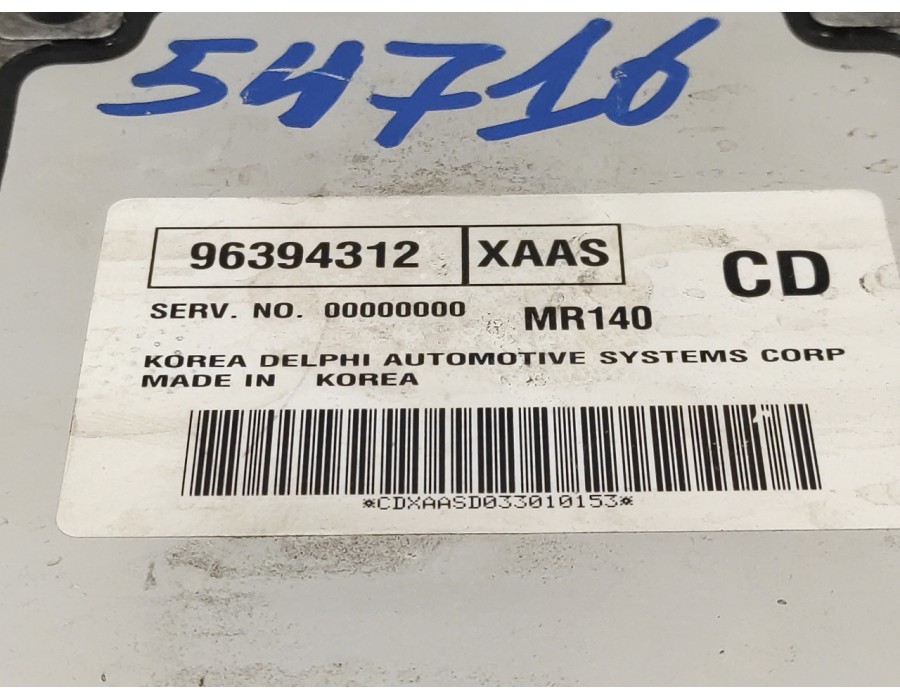 54716
96394312 XAAS CD
SERV. NO. 00000000 MR140
KOREA DELPHI AUTOMOTIVE SYSTEMS CORP
MADE IN KOREA
*CDXAASD033010153*